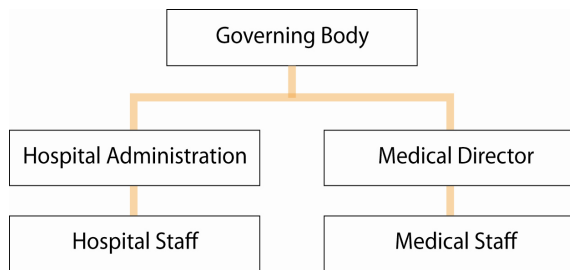 Governing Body
Hospital Administration
Medical Director
Hospital Staff
Medical Staff